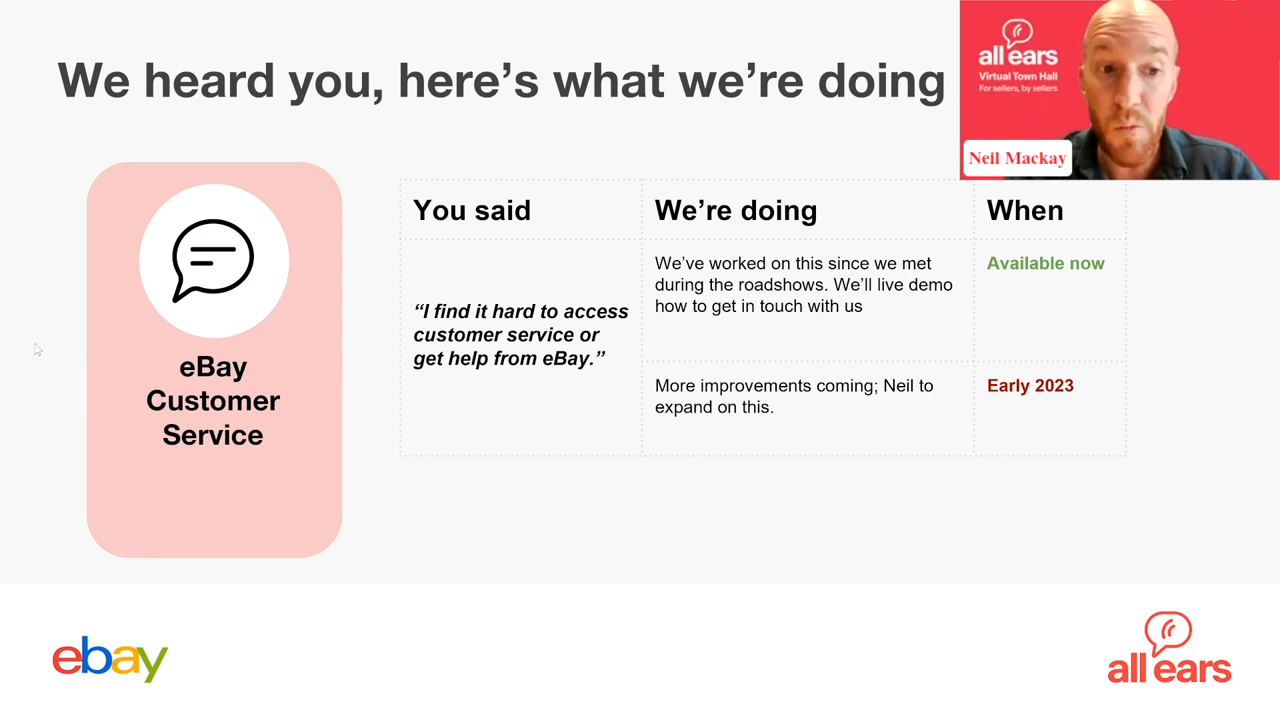 We heard you, here’s what we’re doing
all ears
Virtual Town Hall
For sellers, by sellers
Neil Mackay
eBay
Customer
Service
You said
We’re doing
When
“I find it hard to access
customer service or
get help from eBay.”
We’ve worked on this since we met
during the roadshows. We’ll live demo
how to get in touch with us
Available now
More improvements coming; Neil to
expand on this.
Early 2023
ebay
all ears